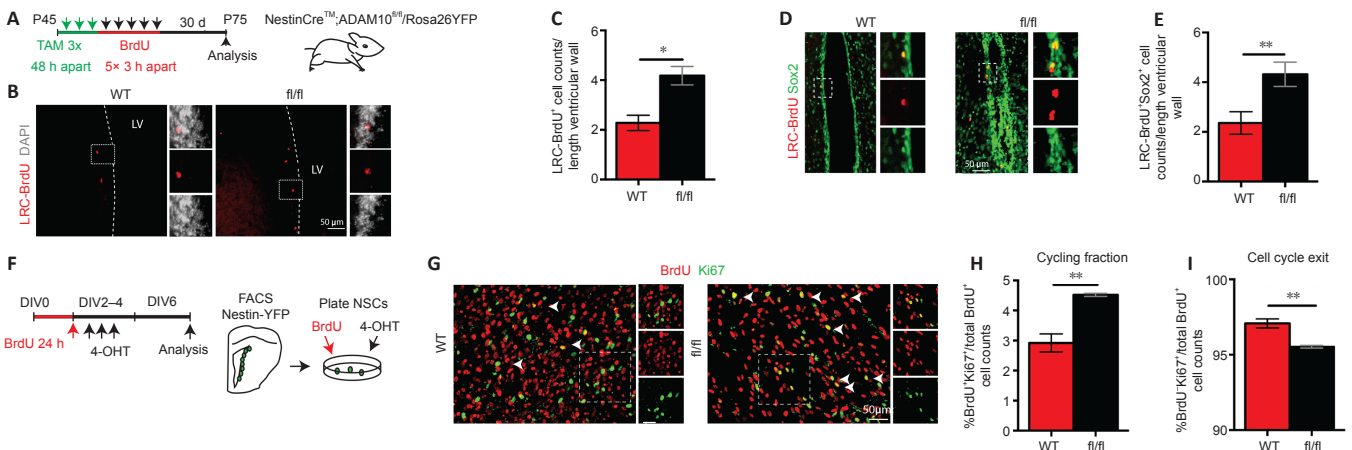 A
P45
30 d
P75
TAM 3x
BrdU
48 h apart
5× 3 h apart
Analysis
NestinCre™;ADAM10fl/fl/Rosa26YFP
B
WT
fl/fl
LRC-BrdU DAPI
LV
LV
50 µm
C
LRC-BrdU⁺ cell counts/
length ventricular wall
6
4
2
0
*
WT
fl/fl
D
WT
fl/fl
LRC-BrdU Sox2
50 µm
E
LRC-BrdU⁺Sox2⁺ cell
counts/length ventricular
wall
6
4
2
0
**
WT
fl/fl
F
DIV0
DIV2–4
DIV6
BrdU 24 h
4-OHT
Analysis
FACS
Nestin-YFP
Plate NSCs
BrdU
4-OHT
G
BrdU Ki67
WT
fl/fl
50µm
H
Cycling fraction
%BrdU⁺Ki67⁺/total BrdU⁺
cell counts
5
4
3
2
1
0
**
WT
fl/fl
I
Cell cycle exit
%BrdU⁺Ki67⁻/total BrdU⁺
cell counts
100
95
90
**
WT
fl/fl